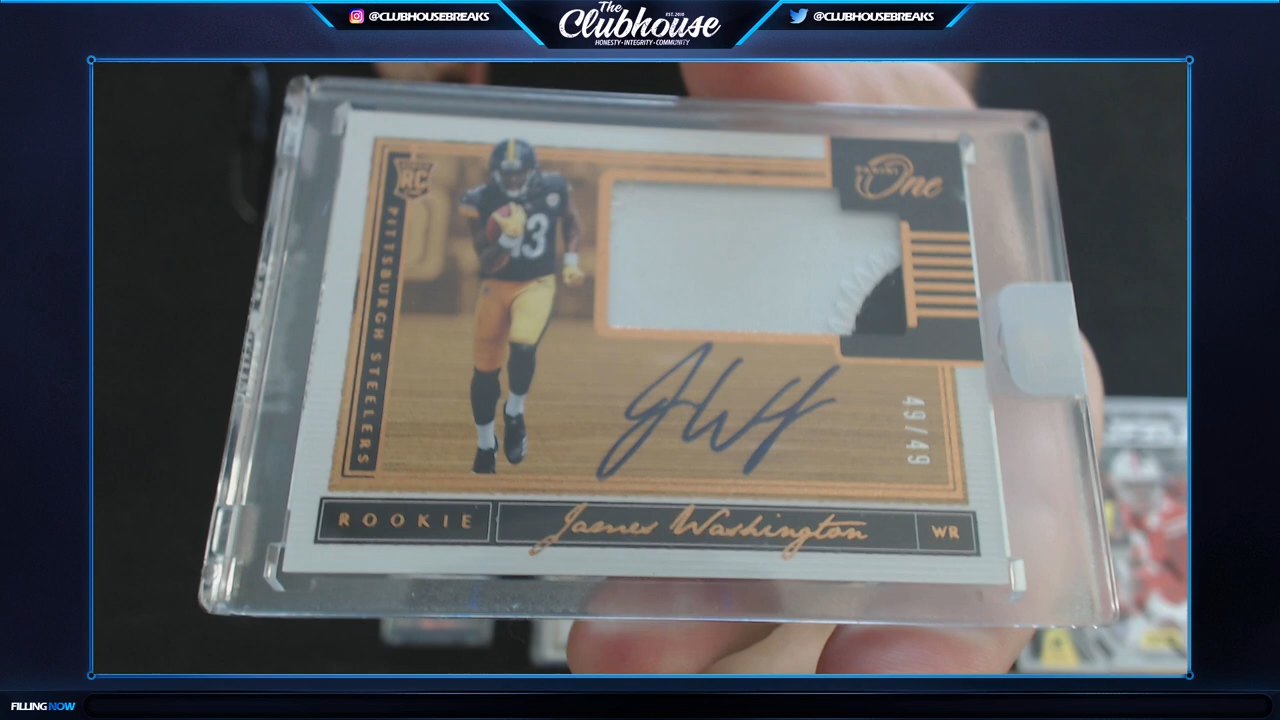 @CLUBHOUSEBREAKS
The
Clubhouse
EST. 2018
HONESTY • INTEGRITY • COMMUNITY
@CLUBHOUSEBREAKS
RC
PITTSBURGH STEELERS
PANINI
One
49/49
ROOKIE
James Washington
WR
FILLING NOW